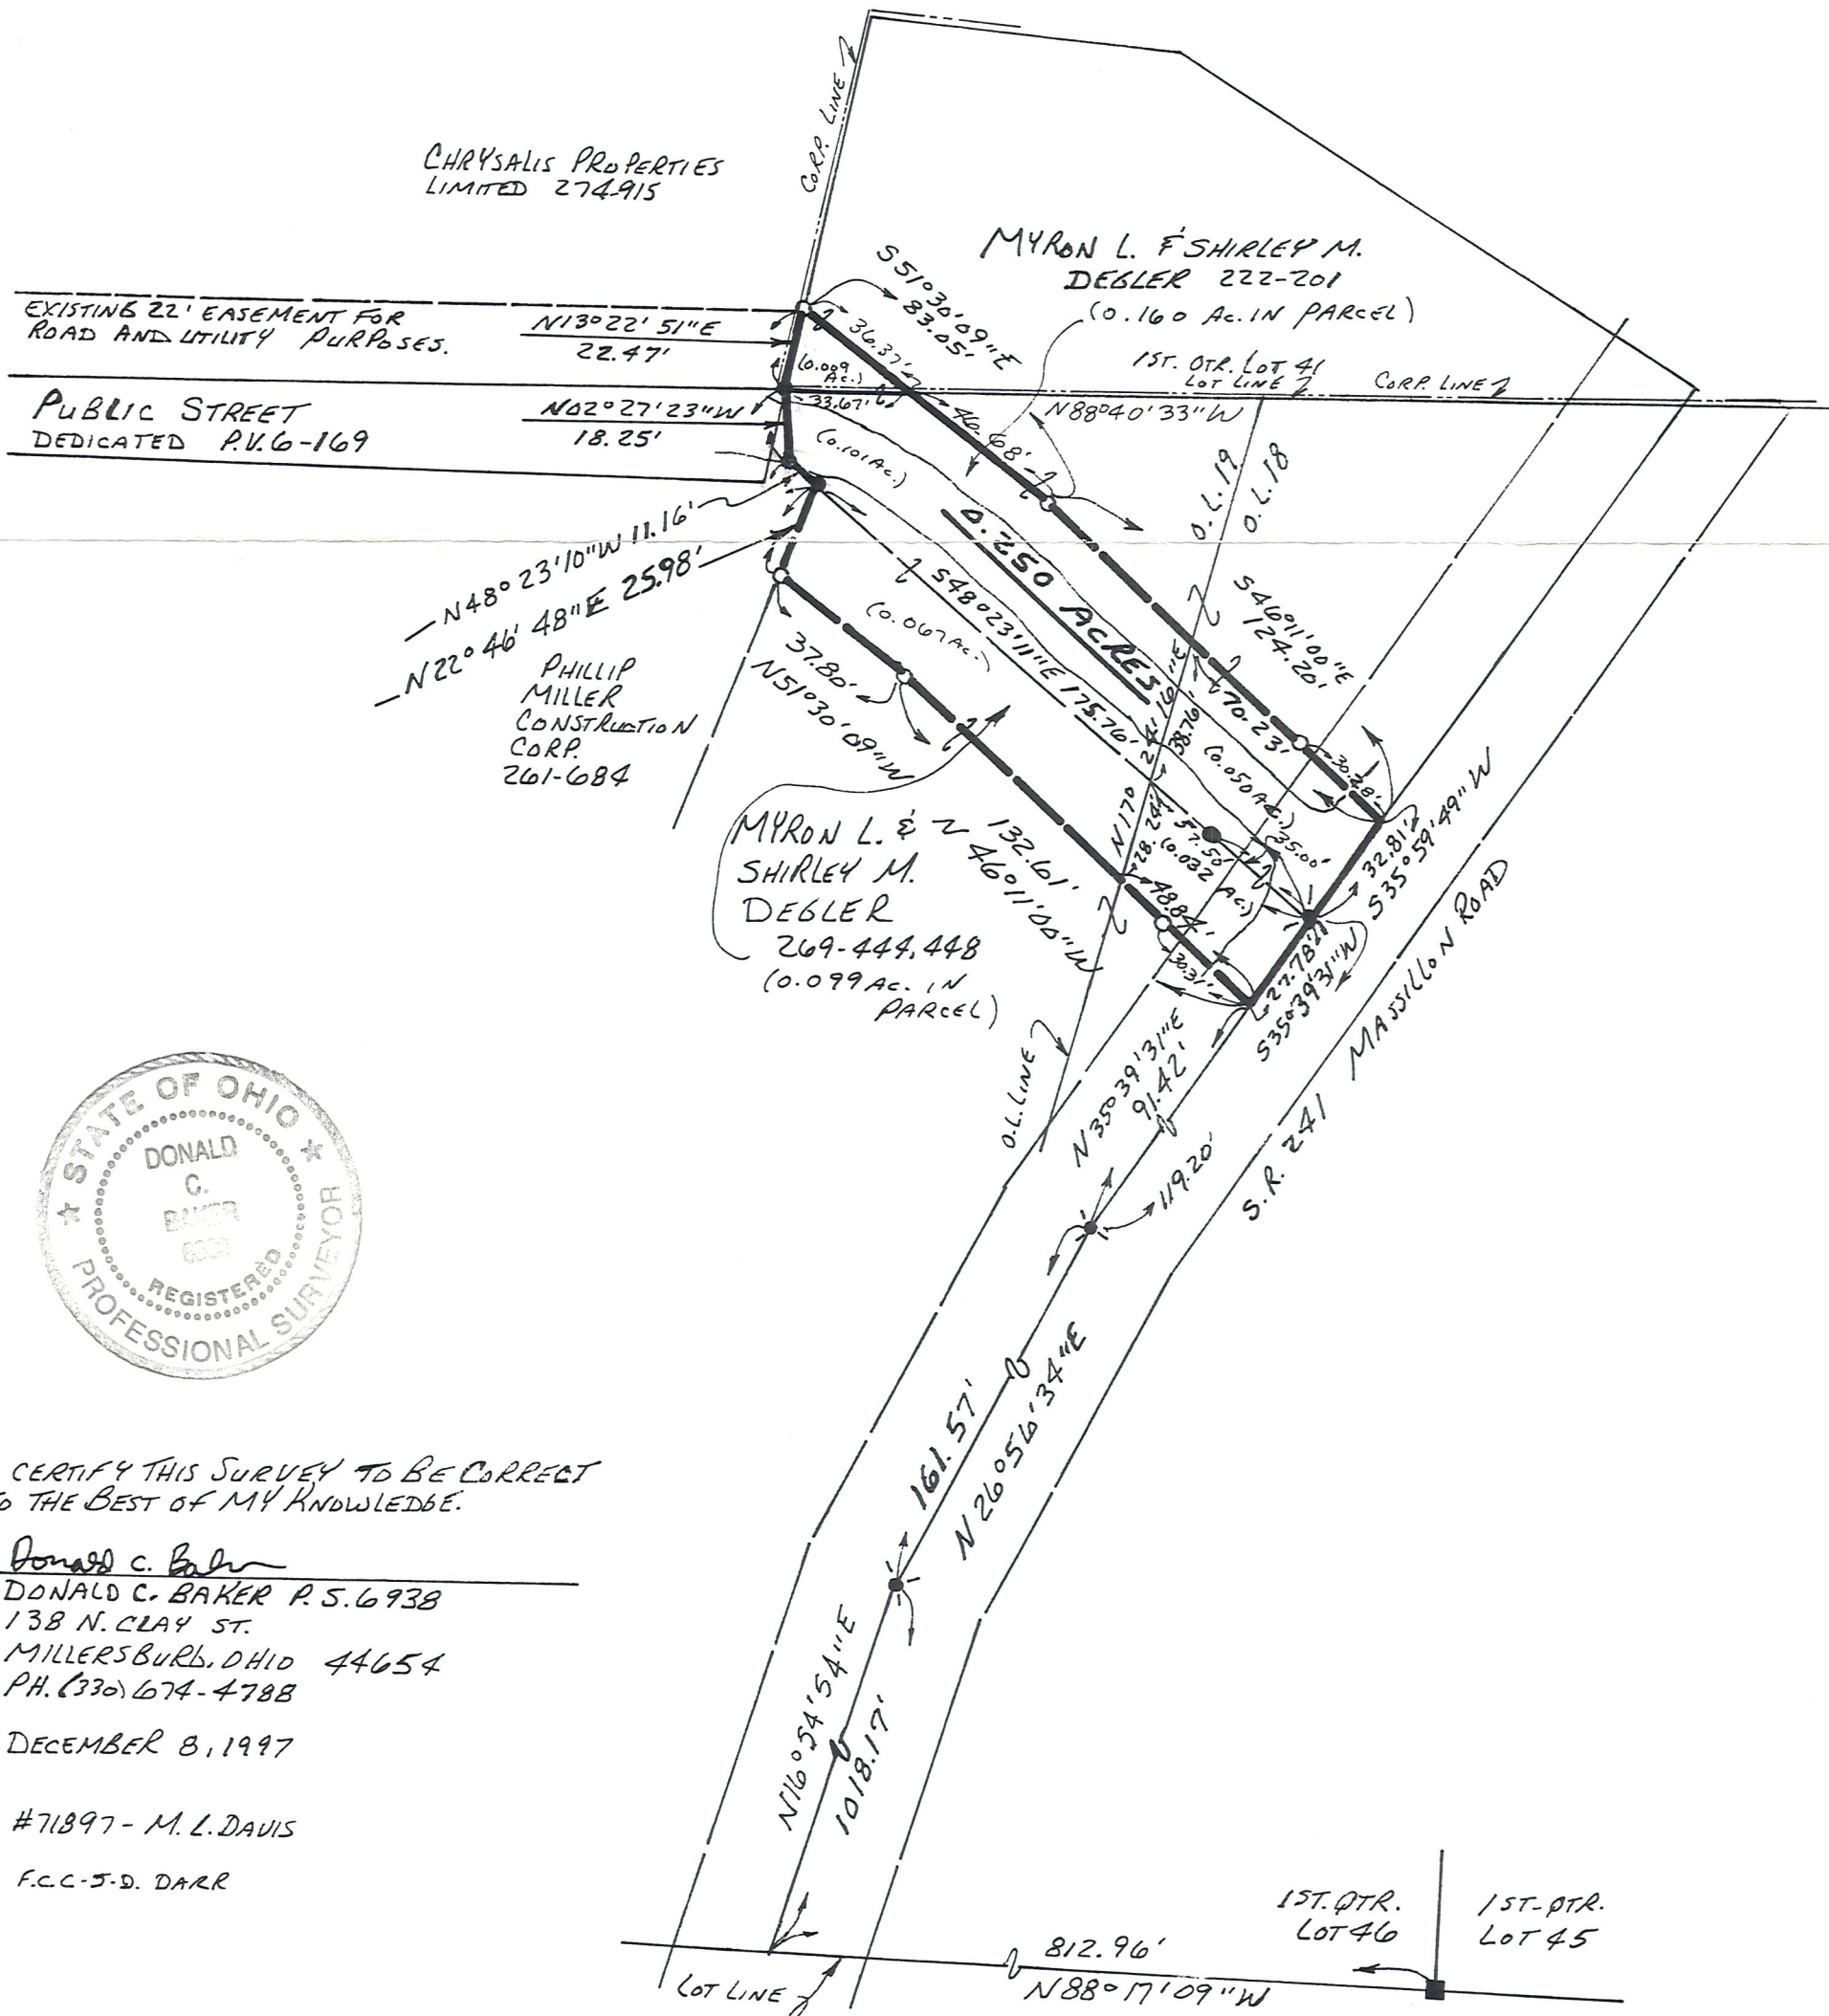 CORP. LINE
CHRYSALIS PROPERTIES
LIMITED 274-915
MYRON L. & SHIRLEY M.
DEGLER 222-201
(0.160 AC. IN PARCEL)
S51°30'09"E
83.05'
EXISTING 22' EASEMENT FOR
ROAD AND UTILITY PURPOSES.
N13°22'51"E
22.47'
36.37'
(0.009
AC.)
1ST. QTR. LOT 41
LOT LINE
CORP. LINE
PUBLIC STREET
DEDICATED P.V.6-169
N02°27'23"W
18.25'
33.67'
N88°40'33"W
46.68'
(0.101 AC.)
O.L.19
O.L.18
N48°23'10"W 11.16'
N22°46'48"E 25.98'
0.250 ACRES
S48°23'11"E 175.76'
(0.067 AC.)
S46°11'00"E
124.20'
37.80'
N51°30'09"W
PHILLIP
MILLER
CONSTRUCTION
CORP.
261-684
70.23'
N17° 24'16"E
28.24'
38.76'
(0.050 AC.)
57.50'
(0.032 AC.)
35.00'
32.81'
S35°59'49"W
48.84'
30.31'
27.78'
S35°39'31"W
MYRON L. &
SHIRLEY M.
DEGLER
269-444,448
(0.099 AC. IN
PARCEL)
132.61'
N46°11'00"W
O.L. LINE
N35°39'31"E
91.42'
119.20'
S.R. 241 MASSILLON ROAD
STATE OF OHIO
DONALD
C.
BAKER
REGISTERED
PROFESSIONAL SURVEYOR
161.57'
N26°56'34"E
CERTIFY THIS SURVEY TO BE CORRECT
TO THE BEST OF MY KNOWLEDGE.
Donald C. Baker
DONALD C. BAKER P.S. 6938
138 N. CLAY ST.
MILLERSBURG, OHIO 44654
PH. (330) 674-4788
DECEMBER 8, 1997
#71897 - M.L. DAVIS
F.C.C-J.D. DARR
N16°54'54"E
1018.17'
1ST. QTR.
LOT 46
1ST. QTR.
LOT 45
812.96'
N88°17'09"W
LOT LINE